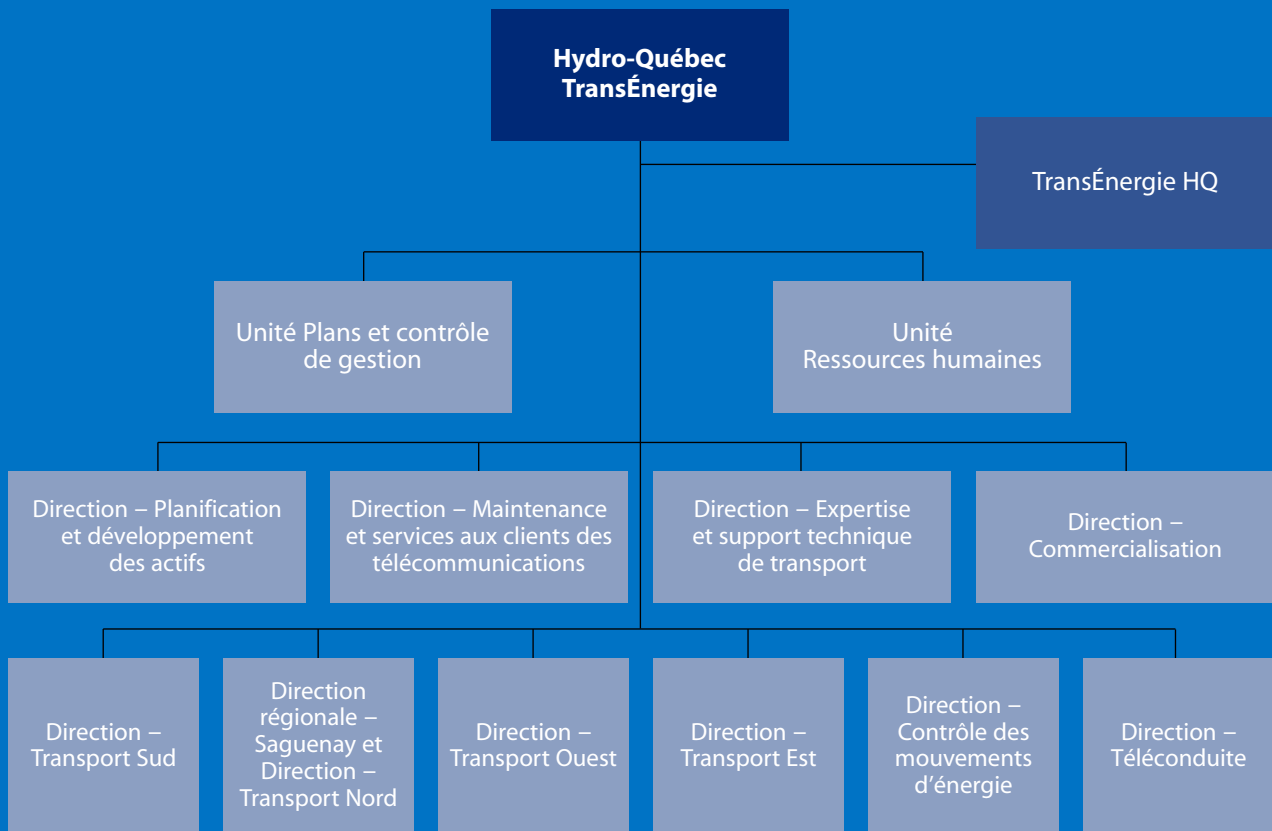 Hydro-Québec
TransÉnergie
TransÉnergie HQ
Unité Plans et contrôle
de gestion
Unité
Ressources humaines
Direction – Planification
et développement
des actifs
Direction – Maintenance
et services aux clients des
télécommunications
Direction – Expertise
et support technique
de transport
Direction –
Commercialisation
Direction –
Transport Sud
Direction
régionale –
Saguenay et
Direction –
Transport Nord
Direction –
Transport Ouest
Direction –
Transport Est
Direction –
Contrôle des
mouvements
d'énergie
Direction –
Téléconduite